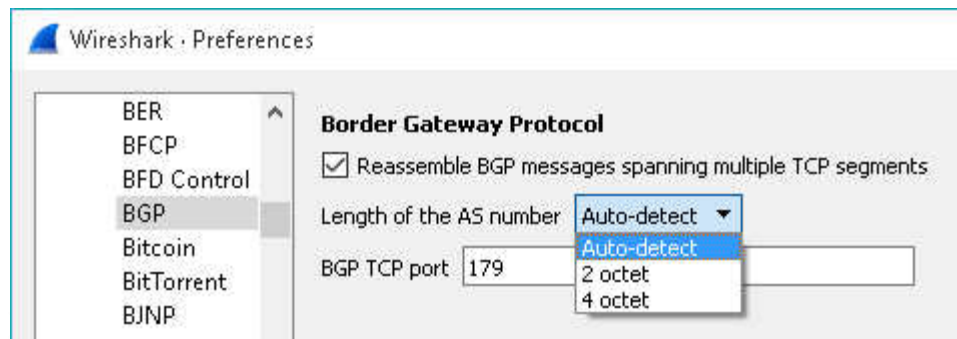 Wireshark · Preferences
BER
BFCP
BFD Control
BGP
Bitcoin
BitTorrent
BJNP
Border Gateway Protocol
Reassemble BGP messages spanning multiple TCP segments
Length of the AS number Auto-detect
Auto-detect
2 octet
4 octet
BGP TCP port 179